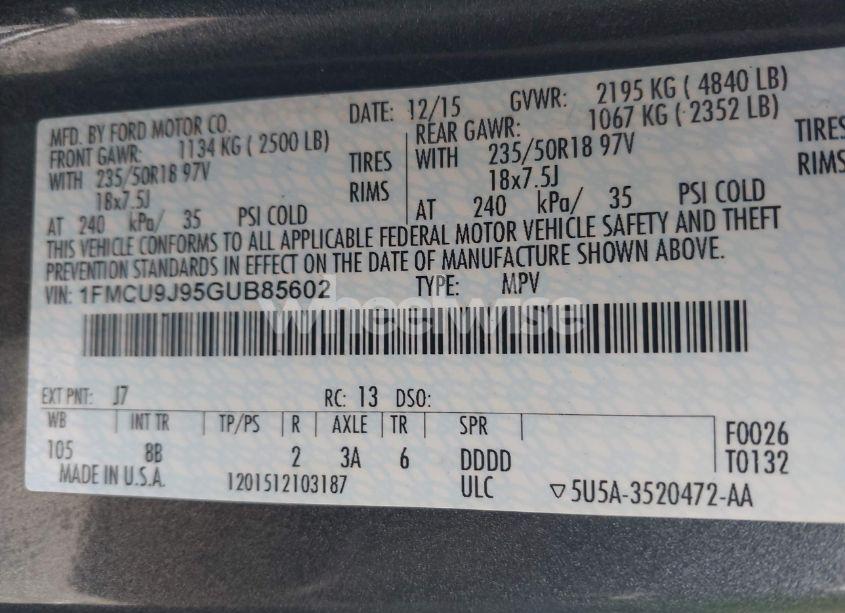 MFD. BY FORD MOTOR CO. DATE: 12/15 GVWR: 2195 KG ( 4840 LB)
FRONT GAWR: 1134 KG ( 2500 LB) REAR GAWR: 1067 KG ( 2352 LB)
WITH 235/50R18 97V TIRES WITH 235/50R18 97V TIRES
18x7.5J RIMS 18x7.5J RIMS
AT 240 kPa/ 35 PSI COLD AT 240 kPa/ 35 PSI COLD
THIS VEHICLE CONFORMS TO ALL APPLICABLE FEDERAL MOTOR VEHICLE SAFETY AND THEFT
PREVENTION STANDARDS IN EFFECT ON THE DATE OF MANUFACTURE SHOWN ABOVE.
VIN: 1FMCU9J95GUB85602 TYPE: MPV
wheelwise
EXT PNT: J7 RC: 13 DSO:
WB INT TR TP/PS R AXLE TR SPR
105 8B 2 3A 6 DDDD
F0026
T0132
MADE IN U.S.A. 1201512103187 ULC ▽5U5A-3520472-AA